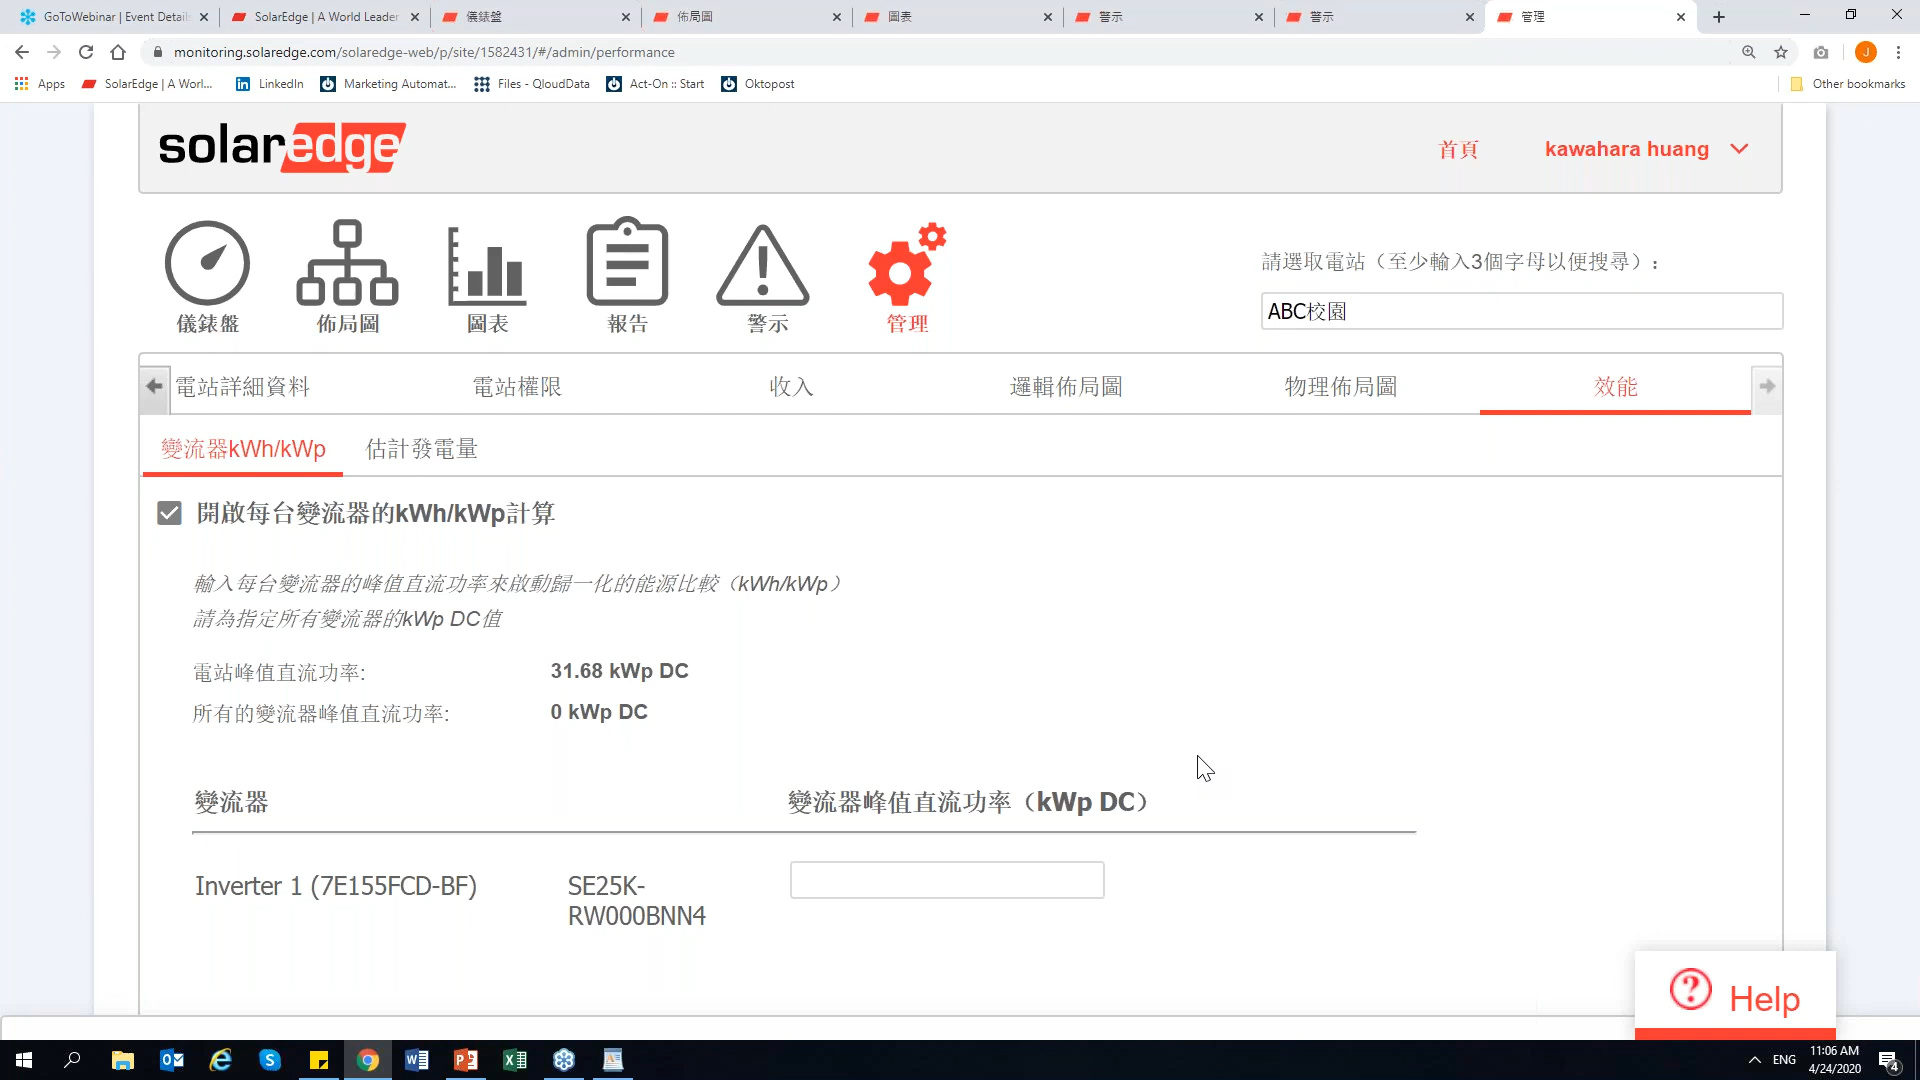 GoToWebinar | Event Details
SolarEdge | A World Leader
儀錶盤
佈局圖
圖表
警示
警示
管理
monitoring.solaredge.com/solaredge-web/p/site/1582431/#/admin/performance
J
Apps
SolarEdge | A Worl...
LinkedIn
Marketing Automat...
Files - QloudData
Act-On :: Start
Oktopost
Other bookmarks
solaredge
首頁
kawahara huang
儀錶盤
佈局圖
圖表
報告
警示
管理
請選取電站（至少輸入3個字母以便搜尋）：
ABC校園
電站詳細資料
電站權限
收入
邏輯佈局圖
物理佈局圖
效能
變流器kWh/kWp
估計發電量
開啟每台變流器的kWh/kWp計算
輸入每台變流器的峰值直流功率來啟動歸一化的能源比較（kWh/kWp）
請為指定所有變流器的kWp DC值
電站峰值直流功率:
31.68 kWp DC
所有的變流器峰值直流功率:
0 kWp DC
變流器
變流器峰值直流功率（kWp DC）
Inverter 1 (7E155FCD-BF)
SE25K-
RW000BNN4
? Help
ENG
11:06 AM
4/24/2020
4